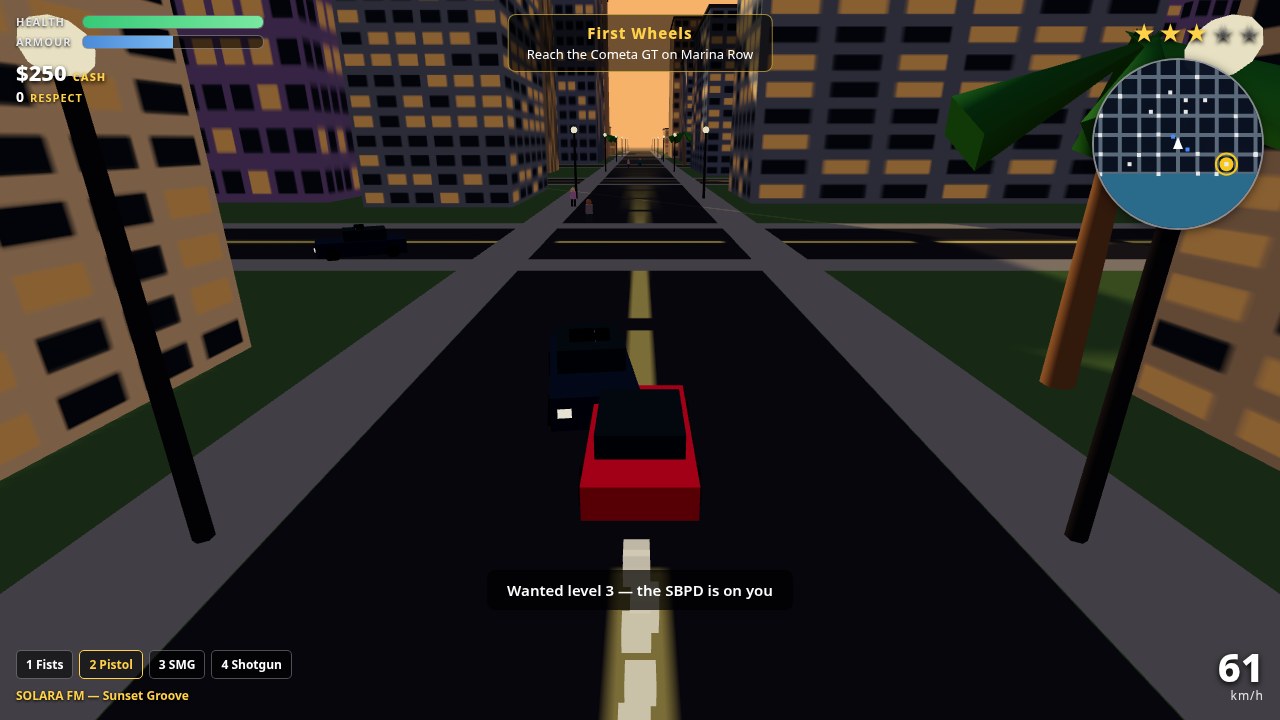 HEALTH
ARMOUR
$250 CASH
0 RESPECT
First Wheels
Reach the Cometa GT on Marina Row
Wanted level 3 — the SBPD is on you
1 Fists
2 Pistol
3 SMG
4 Shotgun
SOLARA FM — Sunset Groove
61
km/h